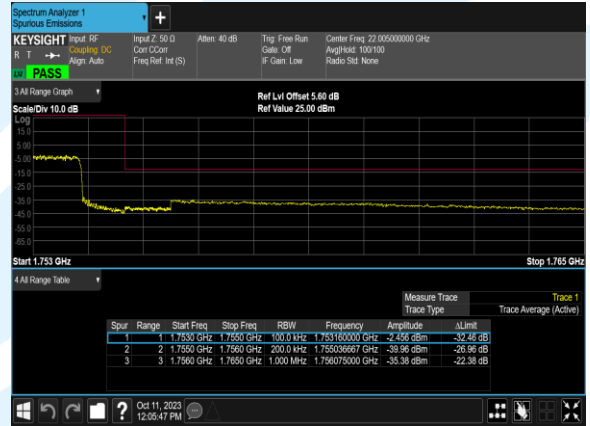 Spectrum Analyzer 1
Spurious Emissions
+
KEYSIGHT Input: RF Input Z: 50 Ω Atten: 40 dB Trig: Free Run Center Freq: 22.005000000 GHz
R T Coupling: DC Corr CCorr Gate: Off Avg|Hold: 100/100
Align: Auto Freq Ref: Int (S) IF Gain: Low Radio Std: None
PASS
3 All Range Graph
Ref Lvl Offset 5.60 dB
Scale/Div 10.0 dB Ref Value 25.00 dBm
Log
15.0
5.00
-5.00
-15.0
-25.0
-35.0
-45.0
-55.0
-65.0
Start 1.753 GHz Stop 1.765 GHz
4 All Range Table
Measure Trace Trace 1
Trace Type Trace Average (Active)
Spur Range Start Freq Stop Freq RBW Frequency Amplitude ΔLimit
1 1 1.7530 GHz 1.7550 GHz 100.0 kHz 1.753160000 GHz -2.456 dBm -32.46 dB
2 2 1.7550 GHz 1.7560 GHz 200.0 kHz 1.755036667 GHz -39.96 dBm -26.96 dB
3 3 1.7560 GHz 1.7650 GHz 1.000 MHz 1.756075000 GHz -35.38 dBm -22.38 dB
? Oct 11, 2023
12:05:47 PM